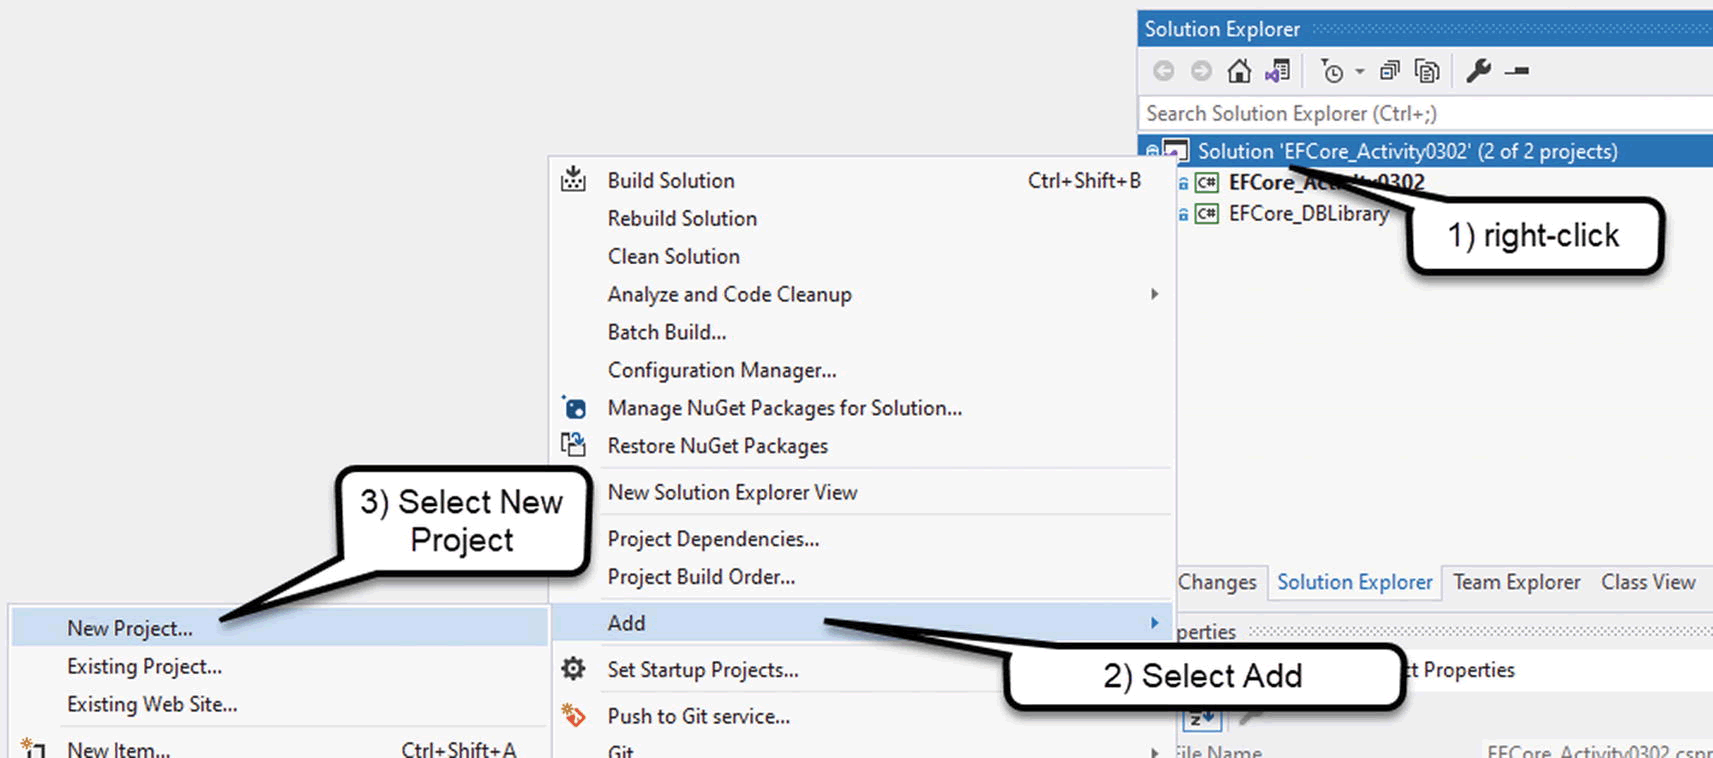 Solution Explorer
Search Solution Explorer (Ctrl+;)
Solution 'EFCore_Activity0302' (2 of 2 projects)
C# EFCore_Activity0302
C# EFCore_DBLibrary
1) right-click
Build Solution Ctrl+Shift+B
Rebuild Solution
Clean Solution
Analyze and Code Cleanup
Batch Build...
Configuration Manager...
Manage NuGet Packages for Solution...
Restore NuGet Packages
New Solution Explorer View
Project Dependencies...
Project Build Order...
Add
Set Startup Projects...
Push to Git service...
Git
3) Select New
Project
New Project...
Existing Project...
Existing Web Site...
New Item... Ctrl+Shift+A
2) Select Add
Changes Solution Explorer Team Explorer Class View
perties
ct Properties
File Name EFCore_Activity0302.cspr